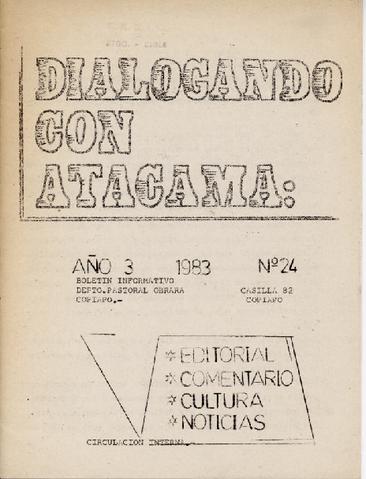 DIALOGANDO
CON
ATACAMA:
AÑO 3 1983 Nº24
BOLETIN INFORMATIVO
DEPTO.PASTORAL OBRARA CASILLA 82
COPIAPO.- COPIAPO
*EDITORIAL
*COMENTARIO
*CULTURA
*NOTICIAS
CIRCULACION INTERNA.